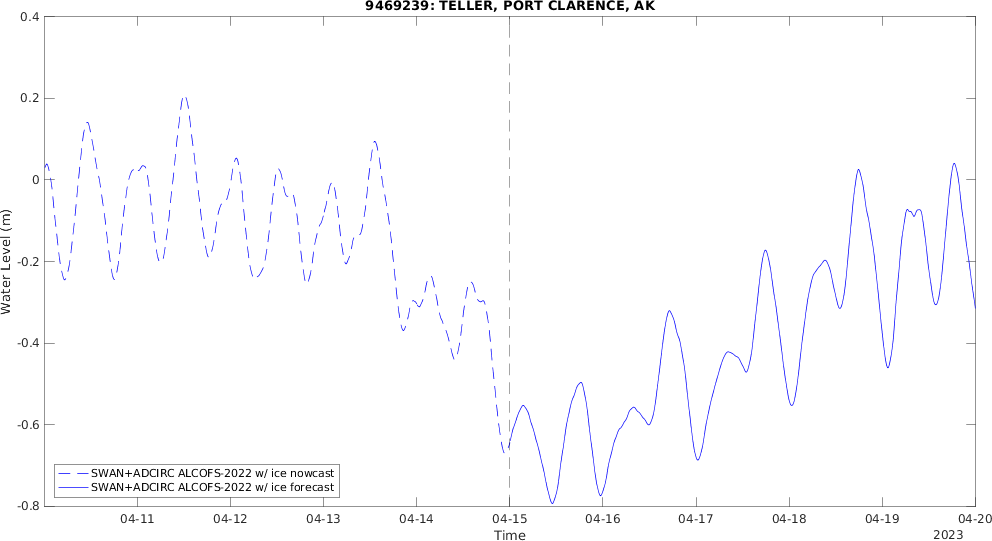 9469239: TELLER, PORT CLARENCE, AK
Water Level (m)
0.4
0.2
0
-0.2
-0.4
-0.6
-0.8
SWAN+ADCIRC ALCOFS-2022 w/ ice nowcast
SWAN+ADCIRC ALCOFS-2022 w/ ice forecast
04-11 04-12 04-13 04-14 04-15 04-16 04-17 04-18 04-19 04-20
Time
2023